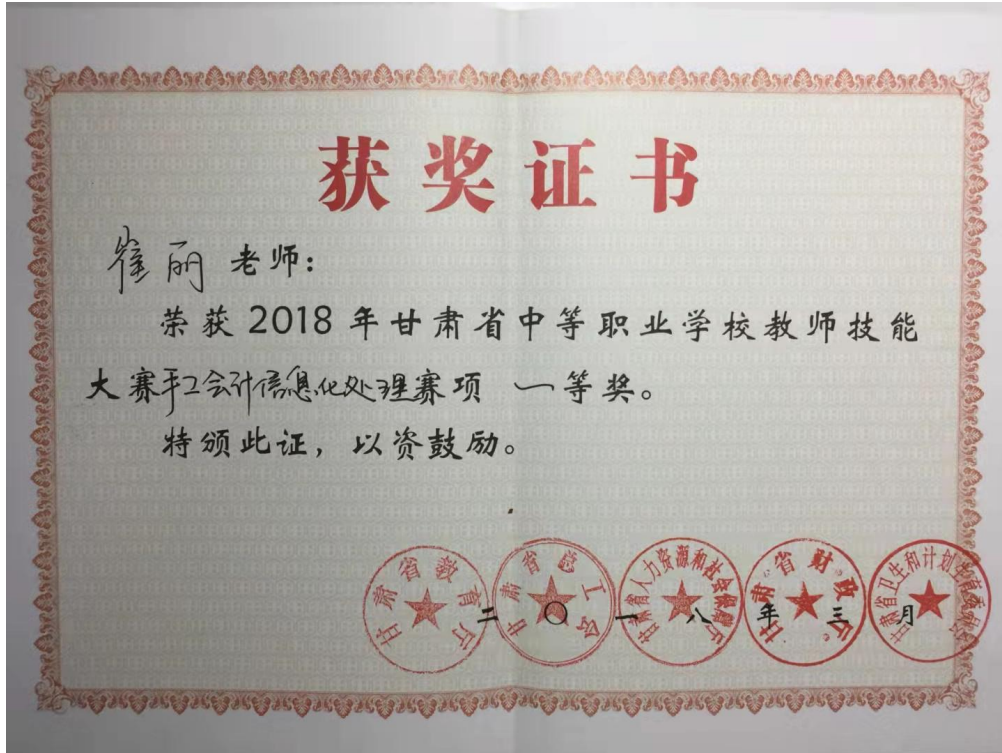 获奖证书
崔丽 老师：
荣获 2018 年甘肃省中等职业学校教师技能
大赛手工会计信息化处理赛项 一等奖。
特颁此证，以资鼓励。
甘肃省教育厅
甘肃省总工会
甘肃省人力资源和社会保障厅
甘肃省财政厅
甘肃省卫生和计划生育委员会
二〇一八年三月